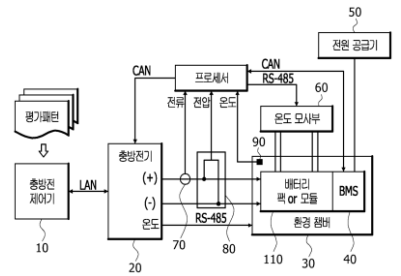 50
전원 공급기
프로세서
CAN
CAN
RS-485
60
전류
전압
온도
온도 모사부
평가패턴
90
충방전기
충방전
제어기
LAN
(+)
(-)
온도
배터리
팩 or 모듈
BMS
RS-485
환경 챔버
10
20
70
80
110
30
40